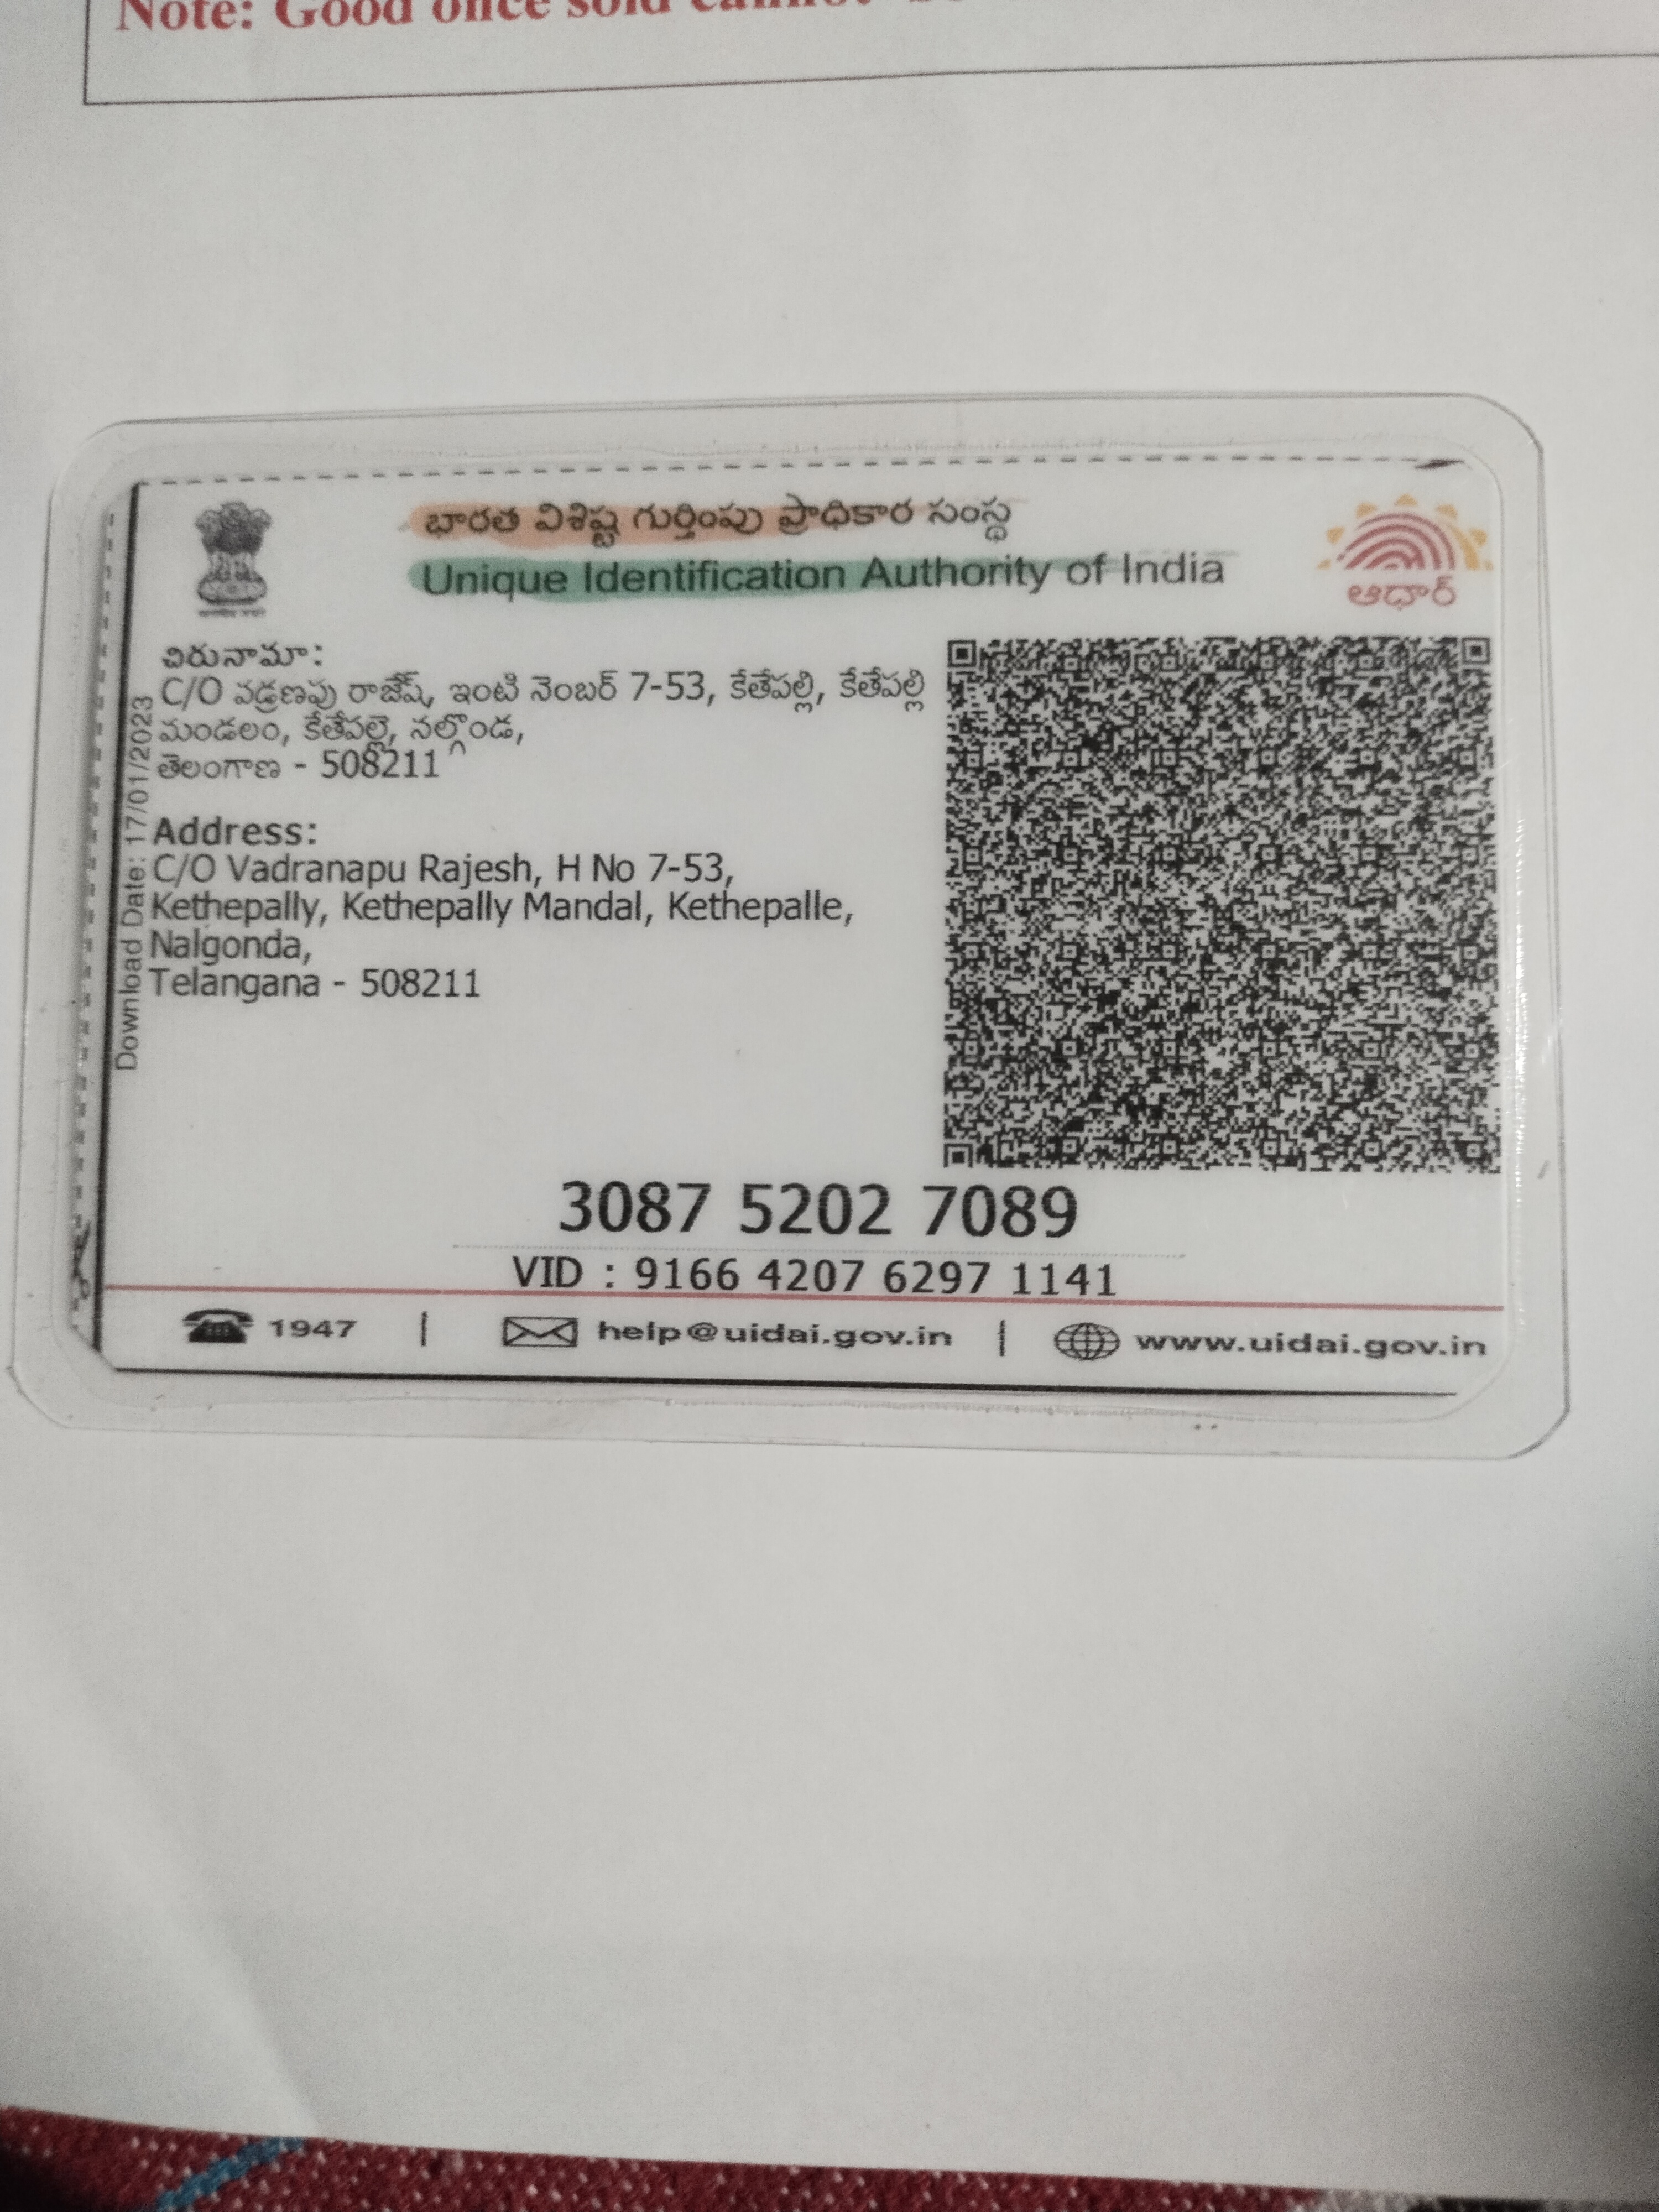 Note: Good once sold cannot
భారత విశిష్ట గుర్తింపు ప్రాధికార సంస్థ
Unique Identification Authority of India
ఆధార్
చిరునామా:
C/O వడ్రణపు రాజేష్, ఇంటి నెంబర్ 7-53, కేతేపల్లి, కేతేపల్లి
మండలం, కేతేపల్లె, నల్గొండ,
తెలంగాణ - 508211
Address:
C/O Vadranapu Rajesh, H No 7-53,
Kethepally, Kethepally Mandal, Kethepalle,
Nalgonda,
Telangana - 508211
Download Date: 17/01/2023
3087 5202 7089
VID : 9166 4207 6297 1141
1947 | help@uidai.gov.in | www.uidai.gov.in